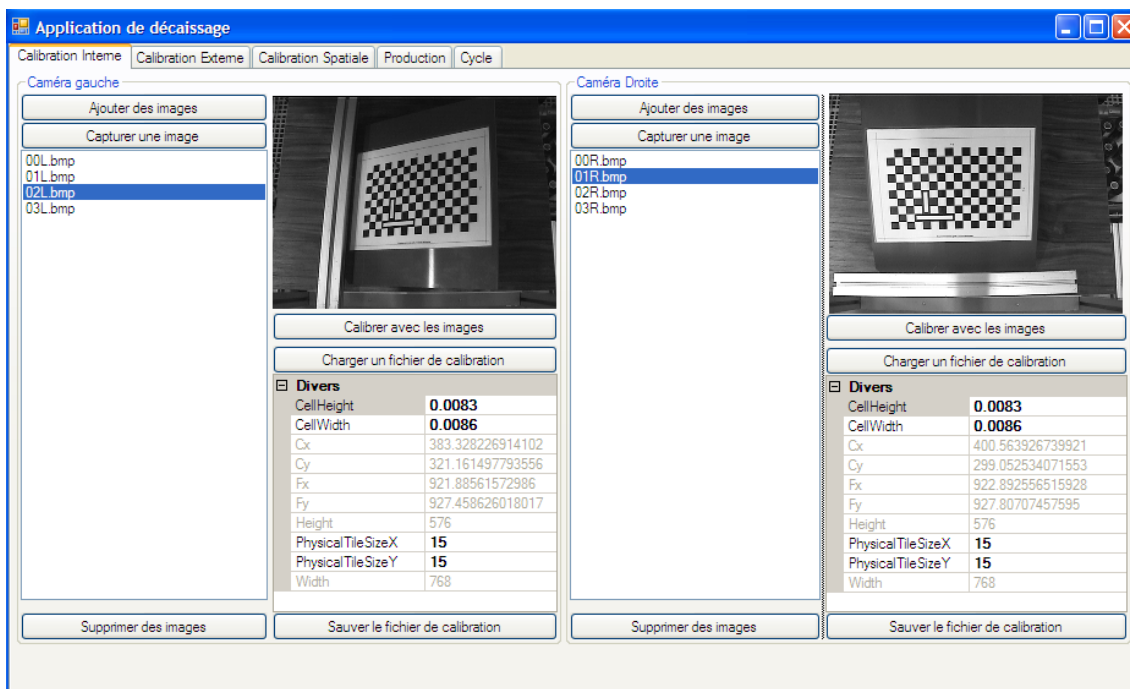 Application de décaissage
Calibration Interne Calibration Externe Calibration Spatiale Production Cycle
Caméra gauche
Ajouter des images
Capturer une image
00L.bmp
01L.bmp
02L.bmp
03L.bmp
Supprimer des images
Calibrer avec les images
Charger un fichier de calibration
Divers
CellHeight 0.0083
CellWidth 0.0086
Cx 383.328226914102
Cy 321.161497793556
Fx 921.88561572986
Fy 927.458626018017
Height 576
PhysicalTileSizeX 15
PhysicalTileSizeY 15
Width 768
Sauver le fichier de calibration
Caméra Droite
Ajouter des images
Capturer une image
00R.bmp
01R.bmp
02R.bmp
03R.bmp
Supprimer des images
Calibrer avec les images
Charger un fichier de calibration
Divers
CellHeight 0.0083
CellWidth 0.0086
Cx 400.563926739921
Cy 299.052534071553
Fx 922.892556515928
Fy 927.80707457595
Height 576
PhysicalTileSizeX 15
PhysicalTileSizeY 15
Width 768
Sauver le fichier de calibration